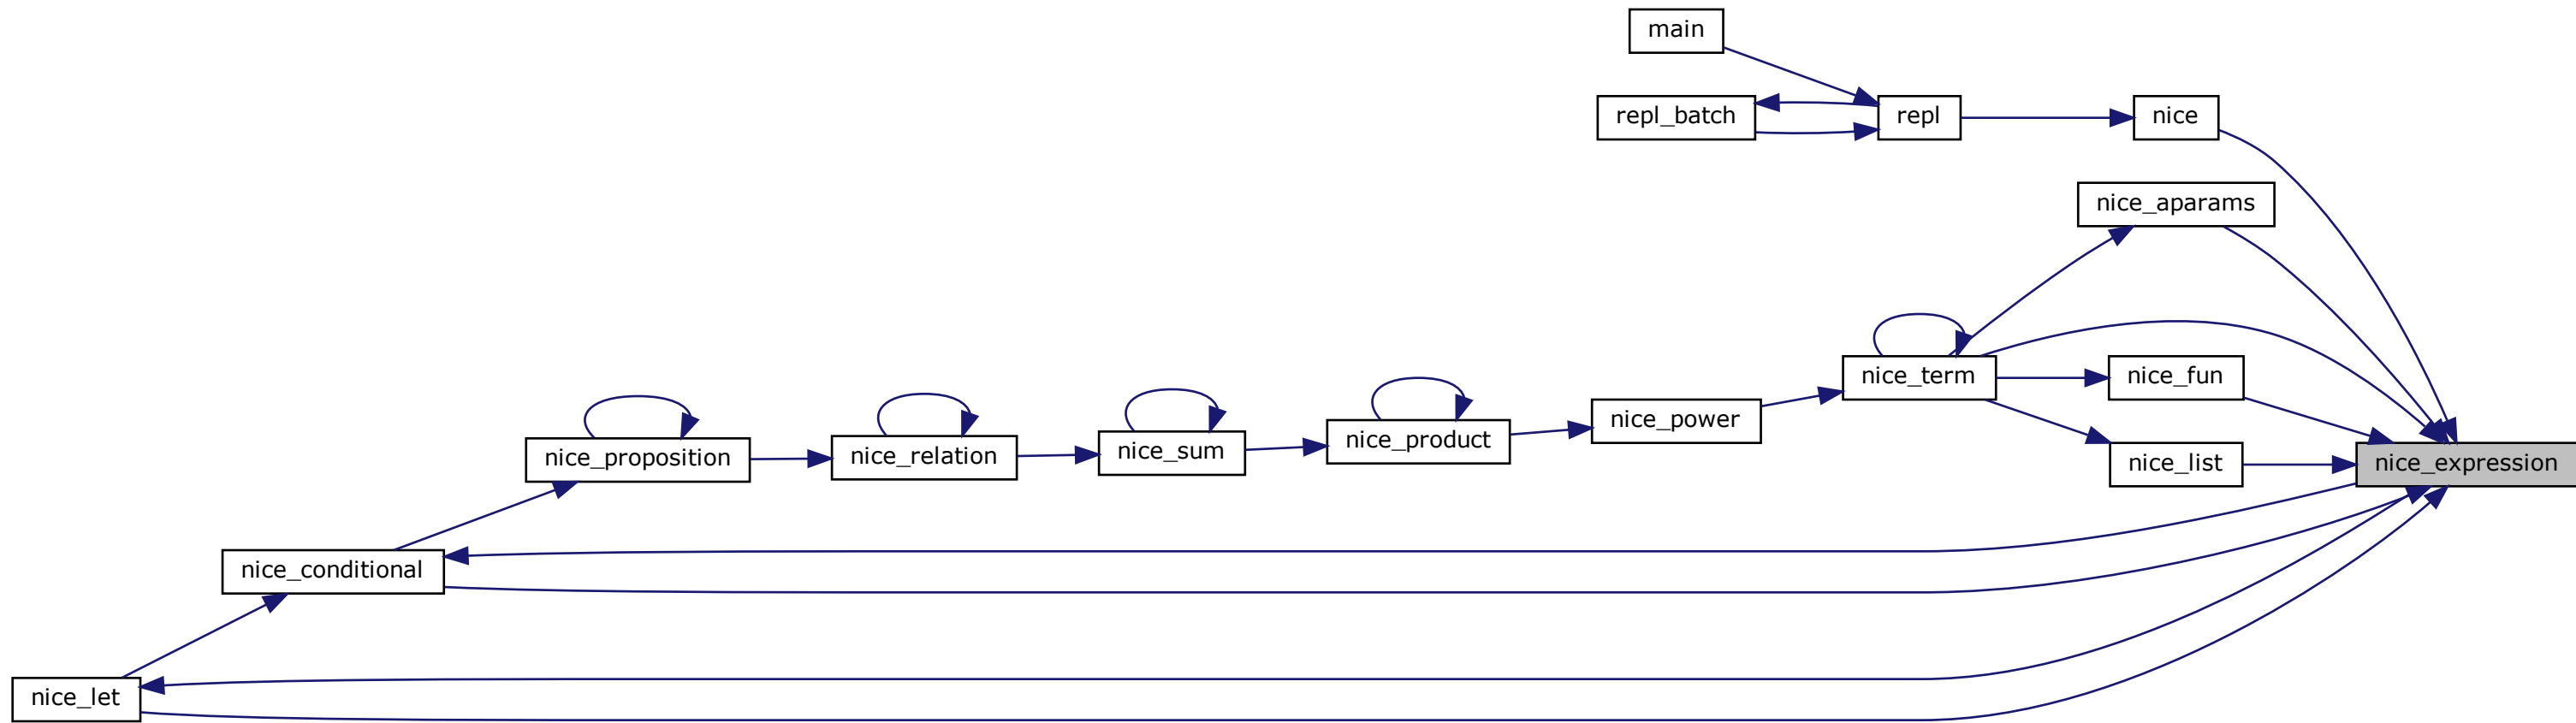 main
repl_batch
repl
nice
nice_aparams
nice_term
nice_fun
nice_power
nice_product
nice_sum
nice_relation
nice_proposition
nice_list
nice_expression
nice_conditional
nice_let